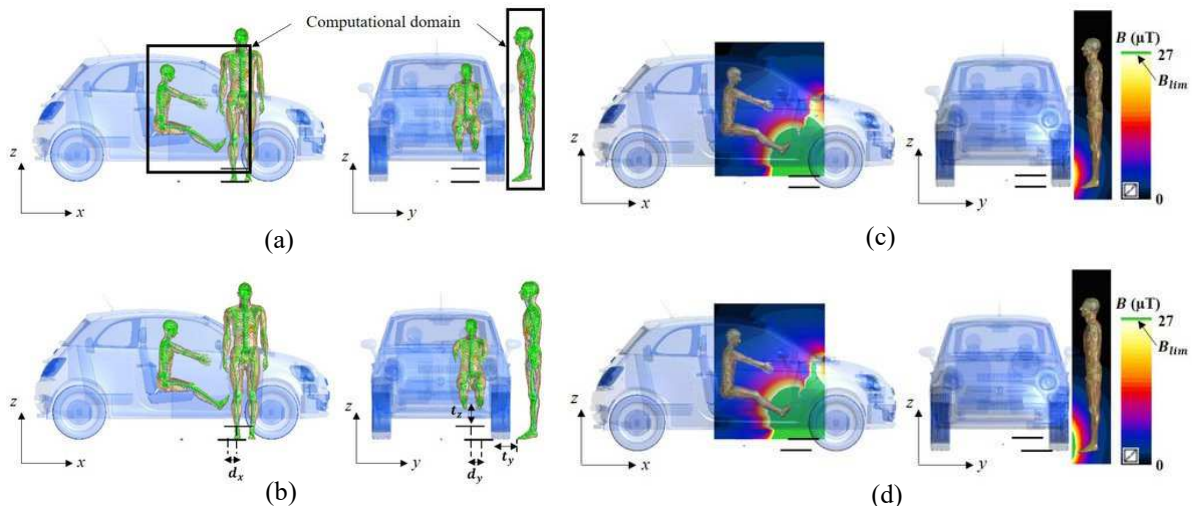 Computational domain
z
x
z
y
(a)
z
x
z
y
B (μT)
27
B_lim
0
(c)
z
x
d_x
z
y
t_z
d_y
t_y
(b)
z
x
z
y
B (μT)
27
B_lim
0
(d)